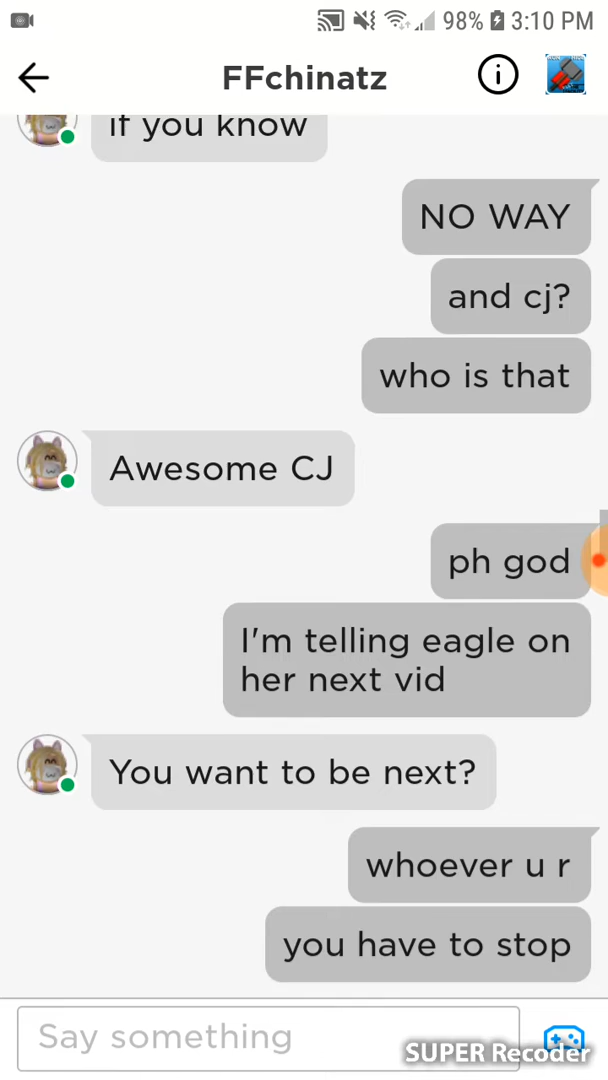 98% 3:10 PM
FFchinatz
if you know
NO WAY
and cj?
who is that
Awesome CJ
ph god
I'm telling eagle on
her next vid
You want to be next?
whoever u r
you have to stop
Say something
SUPER Recoder